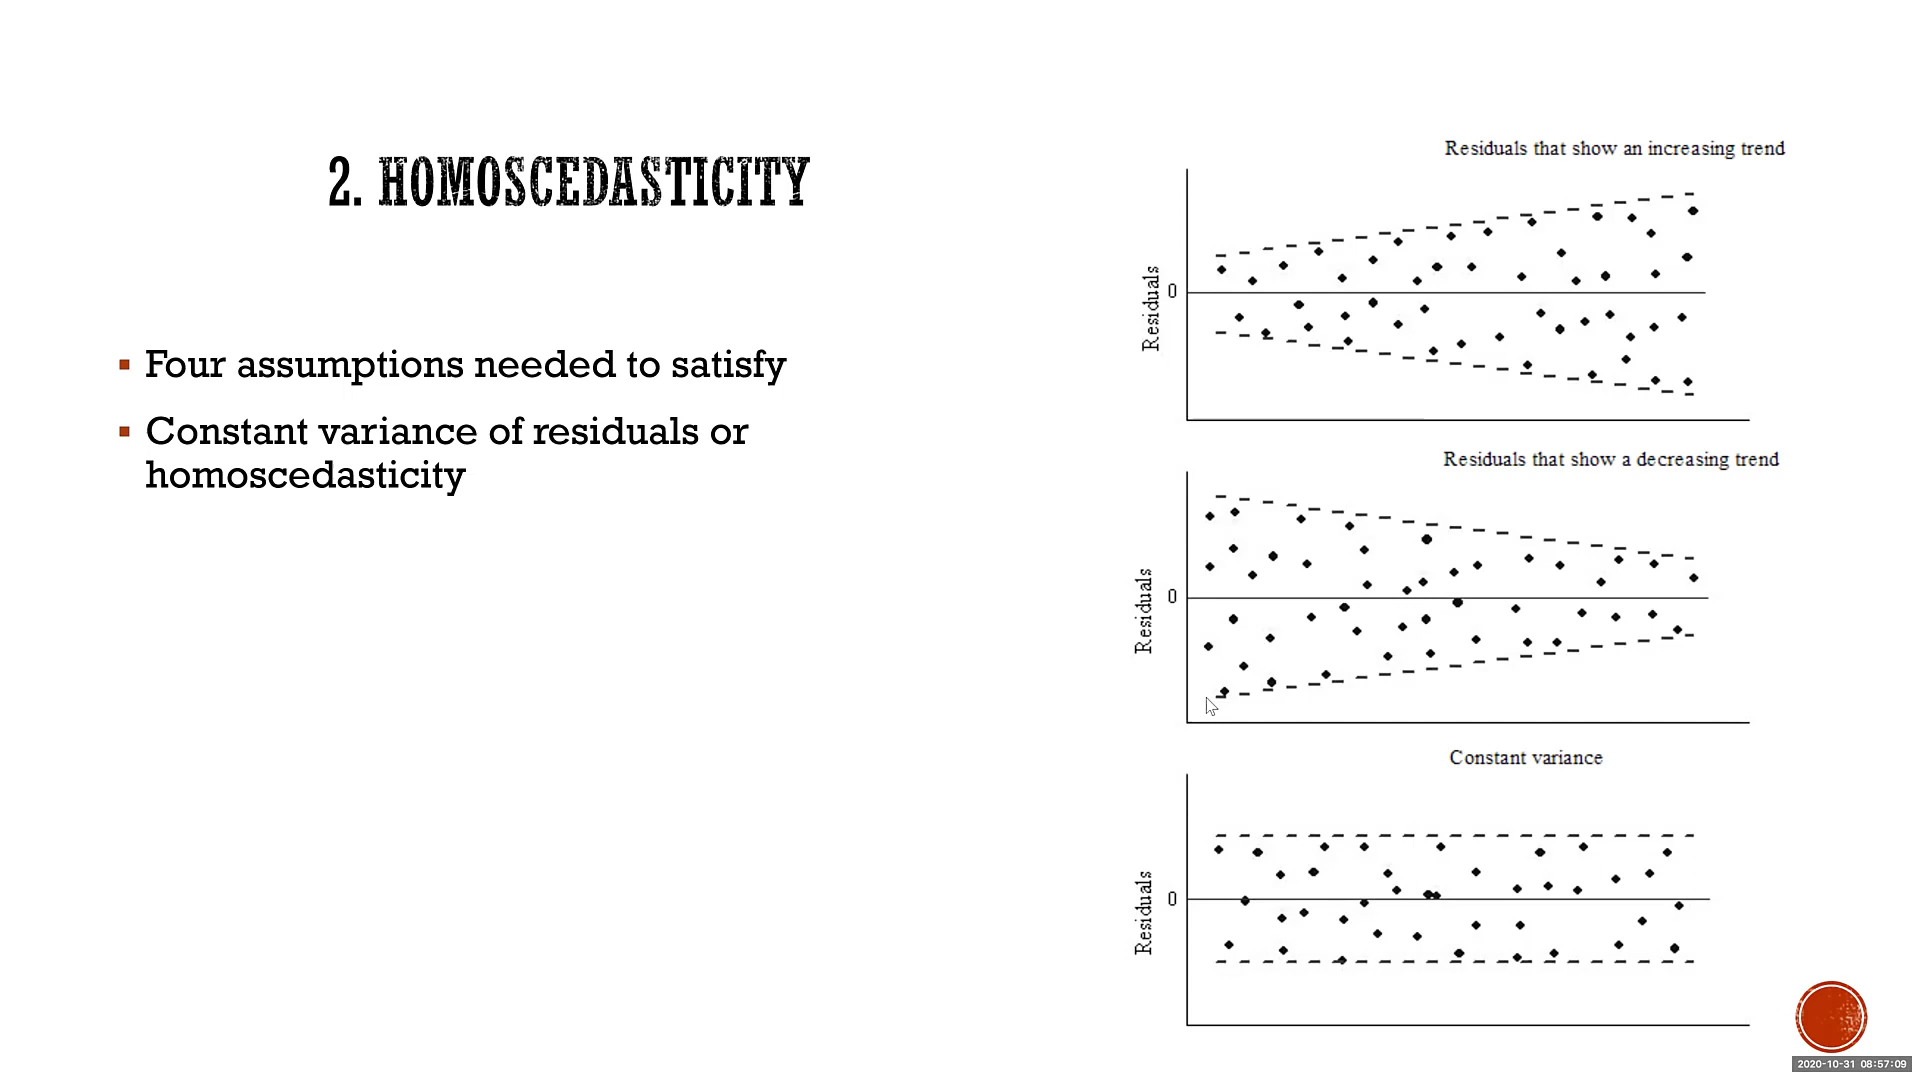 2. HOMOSCEDASTICITY
Four assumptions needed to satisfy
Constant variance of residuals or
homoscedasticity
Residuals that show an increasing trend
Residuals
0
Residuals that show a decreasing trend
Residuals
0
Constant variance
Residuals
0
2020-10-31 08:57:09